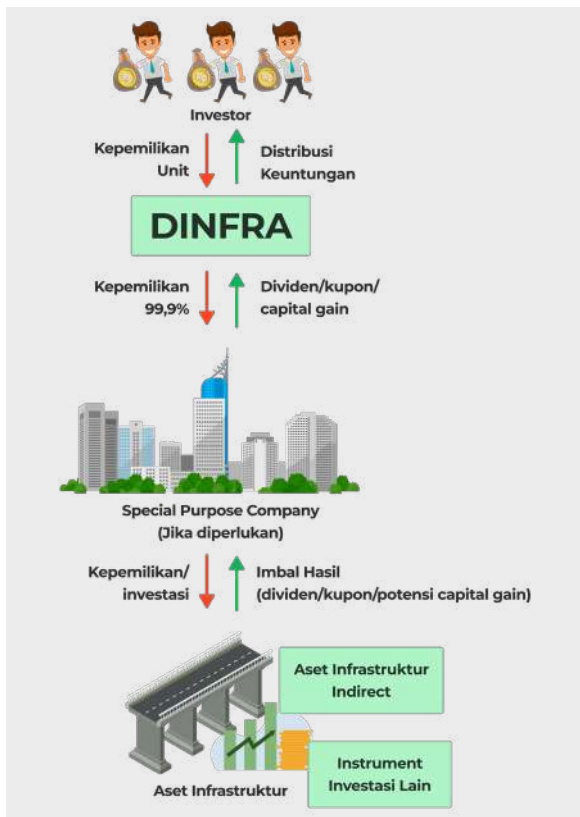 Investor
Kepemilikan
Unit
Distribusi
Keuntungan
DINFRA
Kepemilikan
99,9%
Dividen/kupon/
capital gain
Special Purpose Company
(Jika diperlukan)
Kepemilikan/
investasi
Imbal Hasil
(dividen/kupon/potensi capital gain)
Aset Infrastruktur
Indirect
Instrument
Investasi Lain
Aset Infrastruktur